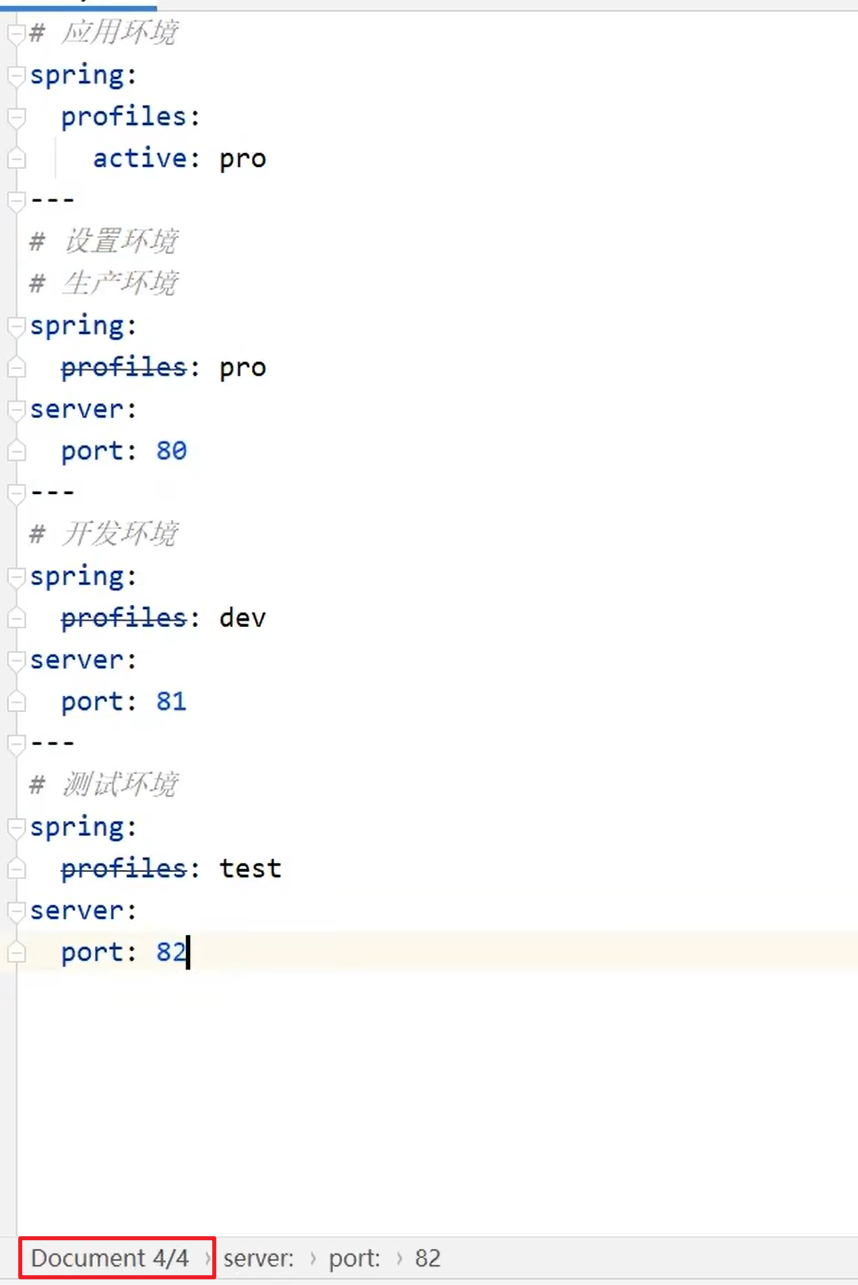 # 应用环境
spring:
  profiles:
    active: pro
---
# 设置环境
# 生产环境
spring:
  profiles: pro
server:
  port: 80
---
# 开发环境
spring:
  profiles: dev
server:
  port: 81
---
# 测试环境
spring:
  profiles: test
server:
  port: 82
Document 4/4 › server: › port: › 82